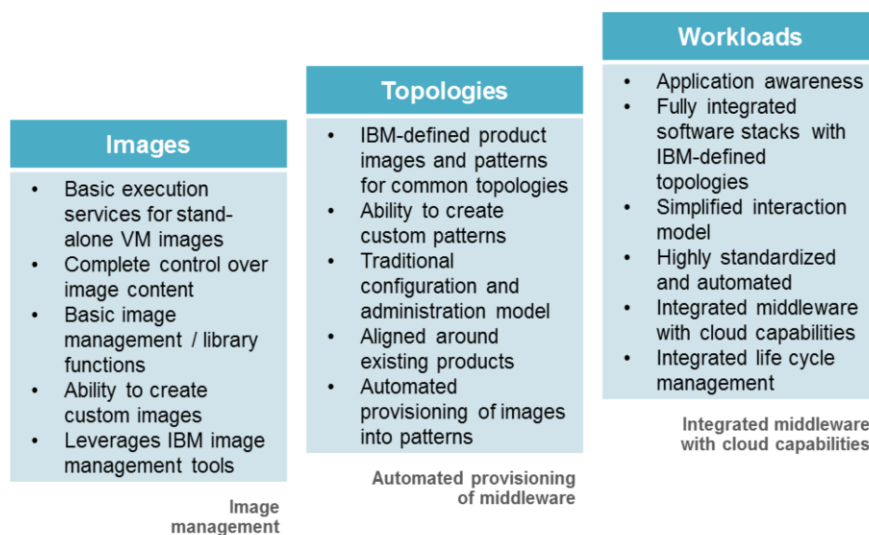 Images
• Basic execution
services for stand-
alone VM images
• Complete control over
image content
• Basic image
management / library
functions
• Ability to create
custom images
• Leverages IBM image
management tools
Image
management
Topologies
• IBM-defined product
images and patterns
for common topologies
• Ability to create
custom patterns
• Traditional
configuration and
administration model
• Aligned around
existing products
• Automated
provisioning of images
into patterns
Automated provisioning
of middleware
Workloads
• Application awareness
• Fully integrated
software stacks with
IBM-defined
topologies
• Simplified interaction
model
• Highly standardized
and automated
• Integrated middleware
with cloud capabilities
• Integrated life cycle
management
Integrated middleware
with cloud capabilities